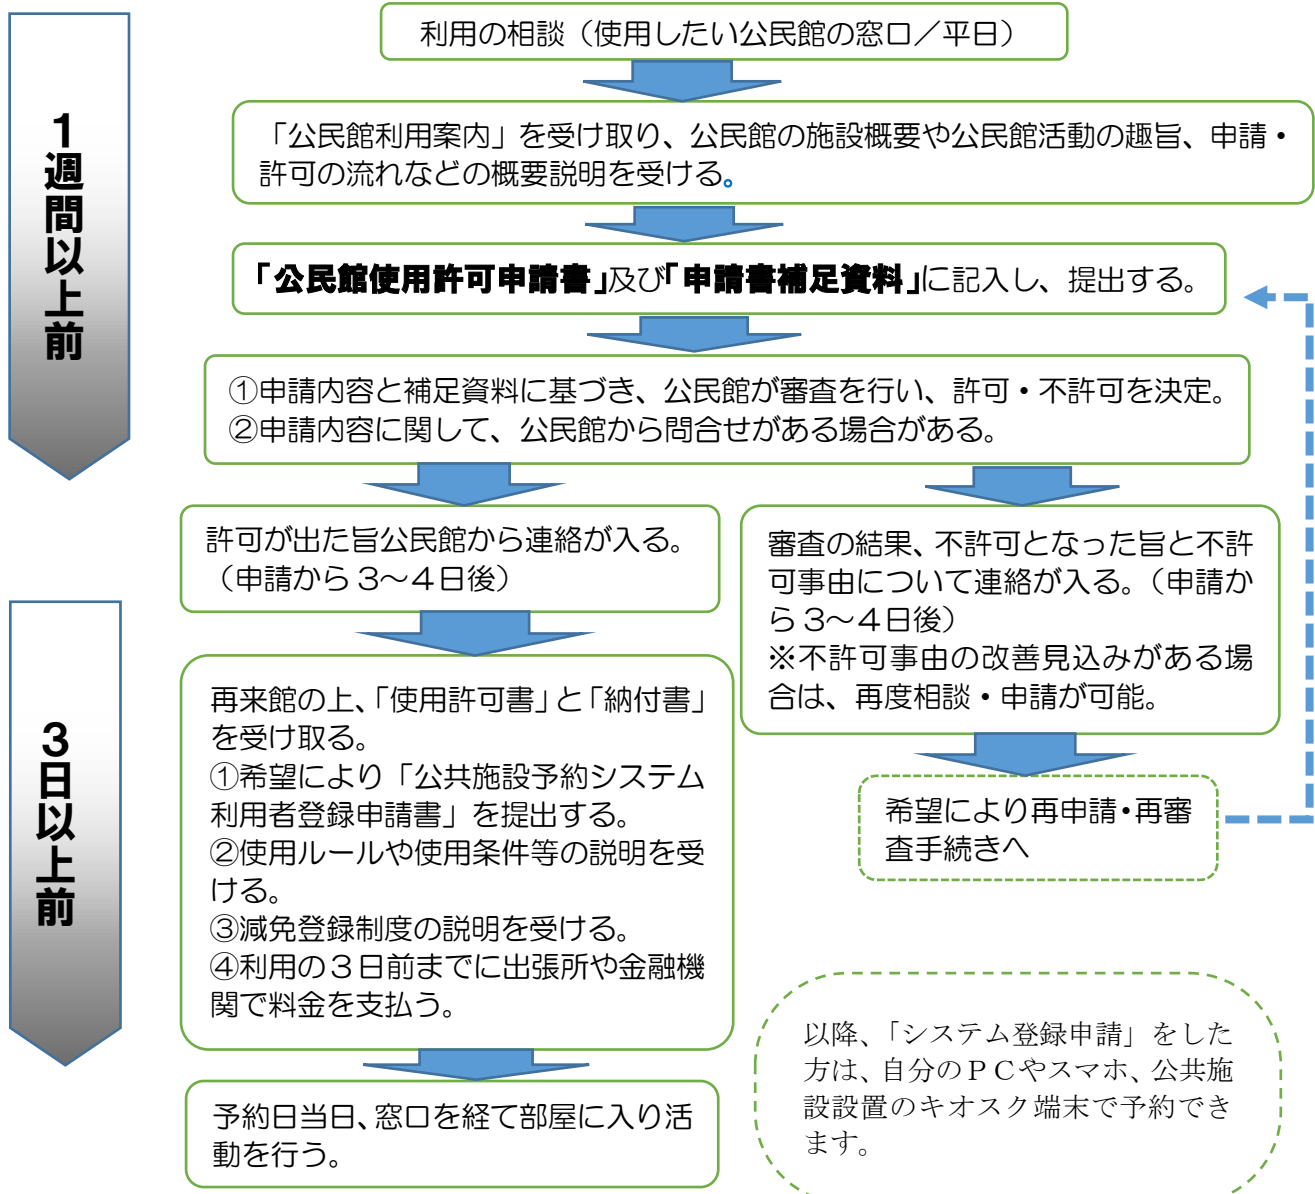 1週間以上前
利用の相談（使用したい公民館の窓口／平日）
「公民館利用案内」を受け取り、公民館の施設概要や公民館活動の趣旨、申請・
許可の流れなどの概要説明を受ける。
「公民館使用許可申請書」及び「申請書補足資料」に記入し、提出する。
①申請内容と補足資料に基づき、公民館が審査を行い、許可・不許可を決定。
②申請内容に関して、公民館から問合せがある場合がある。
許可が出た旨公民館から連絡が入る。
（申請から３～４日後）
審査の結果、不許可となった旨と不許
可事由について連絡が入る。（申請か
ら３～４日後）
※不許可事由の改善見込みがある場
合は、再度相談・申請が可能。
3日以上前
再来館の上、「使用許可書」と「納付書」
を受け取る。
①希望により「公共施設予約システム
利用者登録申請書」を提出する。
②使用ルールや使用条件等の説明を受
ける。
③減免登録制度の説明を受ける。
④利用の３日前までに出張所や金融機
関で料金を支払う。
希望により再申請・再審
査手続きへ
予約日当日、窓口を経て部屋に入り活
動を行う。
以降、「システム登録申請」をした
方は、自分のＰＣやスマホ、公共施
設設置のキオスク端末で予約でき
ます。